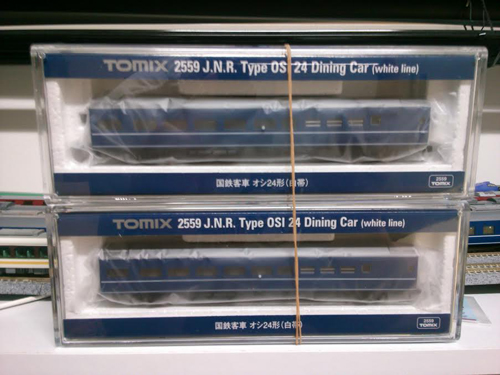 TOMIX 2559 J.N.R. Type OSI 24 Dining Car (white line)
国鉄客車 オシ24形(白帯)
2559
TOMIX
TOMIX 2559 J.N.R. Type OSI 24 Dining Car (white line)
国鉄客車 オシ24形(白帯)
2559
TOMIX